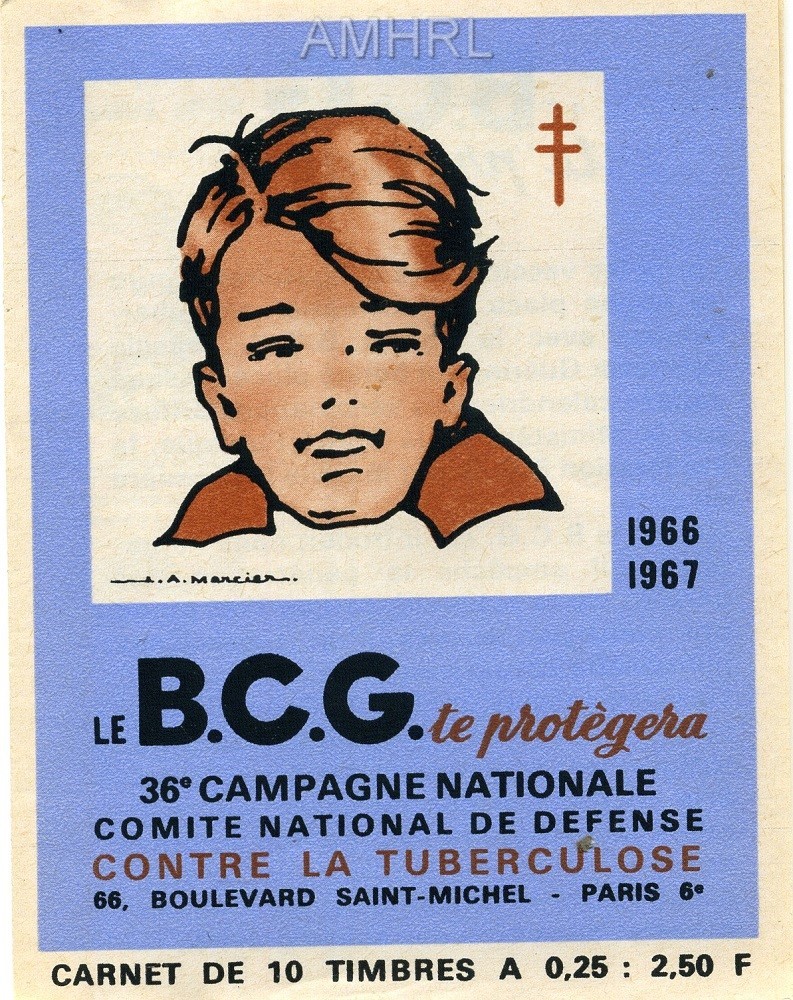 AMHRL
1966
1967
L.A. Mercier.
LE B.C.G. te protègera
36e CAMPAGNE NATIONALE
COMITE NATIONAL DE DEFENSE
CONTRE LA TUBERCULOSE
66, BOULEVARD SAINT-MICHEL - PARIS 6e
CARNET DE 10 TIMBRES A 0,25 : 2,50 F